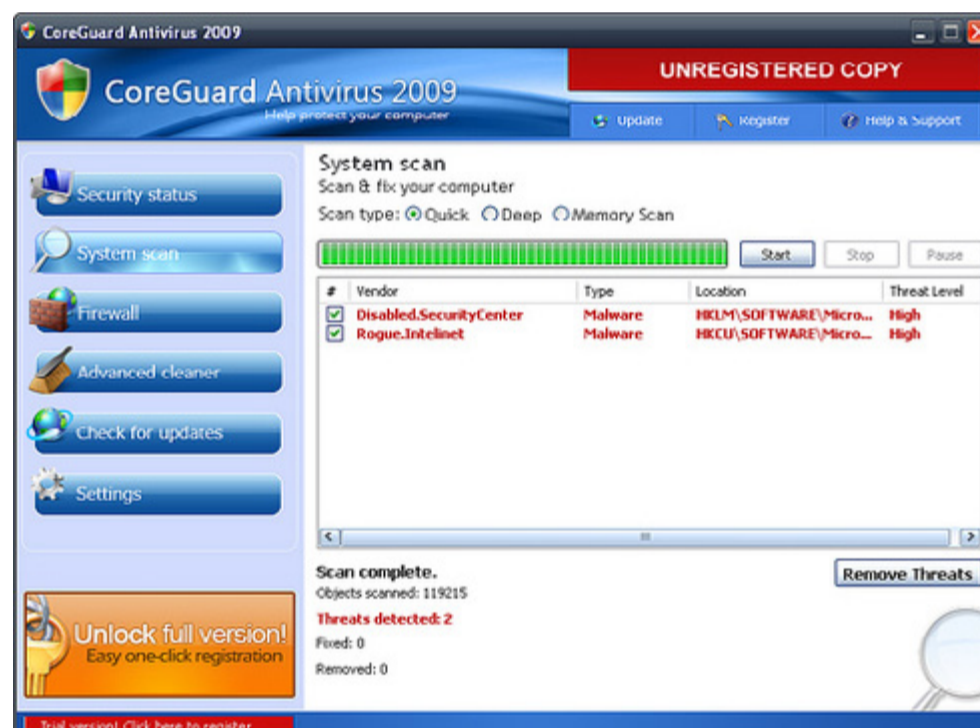 CoreGuard Antivirus 2009
CoreGuard Antivirus 2009
Help protect your computer
UNREGISTERED COPY
Update Register Help & Support
Security status
System scan
Firewall
Advanced cleaner
Check for updates
Settings
Unlock full version!
Easy one-click registration
Trial version! Click here to register
System scan
Scan & fix your computer
Scan type: Quick Deep Memory Scan
Start Stop Pause
# Vendor Type Location Threat Level
Disabled.SecurityCenter Malware HKLM\SOFTWARE\Micro... High
Rogue.Intelinet Malware HKCU\SOFTWARE\Micro... High
Scan complete.
Remove Threats
Objects scanned: 119215
Threats detected: 2
Fixed: 0
Removed: 0